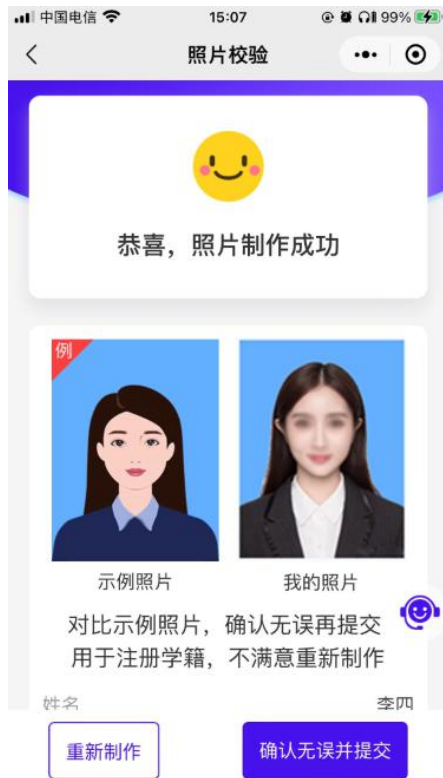 中国电信 15:07 99%
照片校验
恭喜，照片制作成功
例
示例照片 我的照片
对比示例照片，确认无误再提交
用于注册学籍，不满意重新制作
姓名 李四
重新制作 确认无误并提交